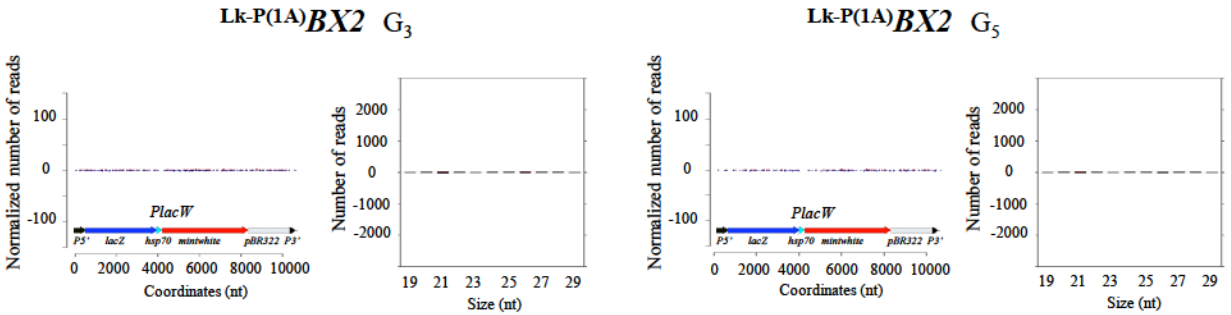 Lk-P(1A)BX2 G3
Normalized number of reads
100
0
-100
PlacW
P5' lacZ hsp70 miniwhite pBR322 P3'
0 2000 4000 6000 8000 10000
Coordinates (nt)
Number of reads
2000
1000
0
-1000
-2000
19 21 23 25 27 29
Size (nt)
Lk-P(1A)BX2 G5
Normalized number of reads
100
0
-100
PlacW
P5' lacZ hsp70 miniwhite pBR322 P3'
0 2000 4000 6000 8000 10000
Coordinates (nt)
Number of reads
2000
1000
0
-1000
-2000
19 21 23 25 27 29
Size (nt)